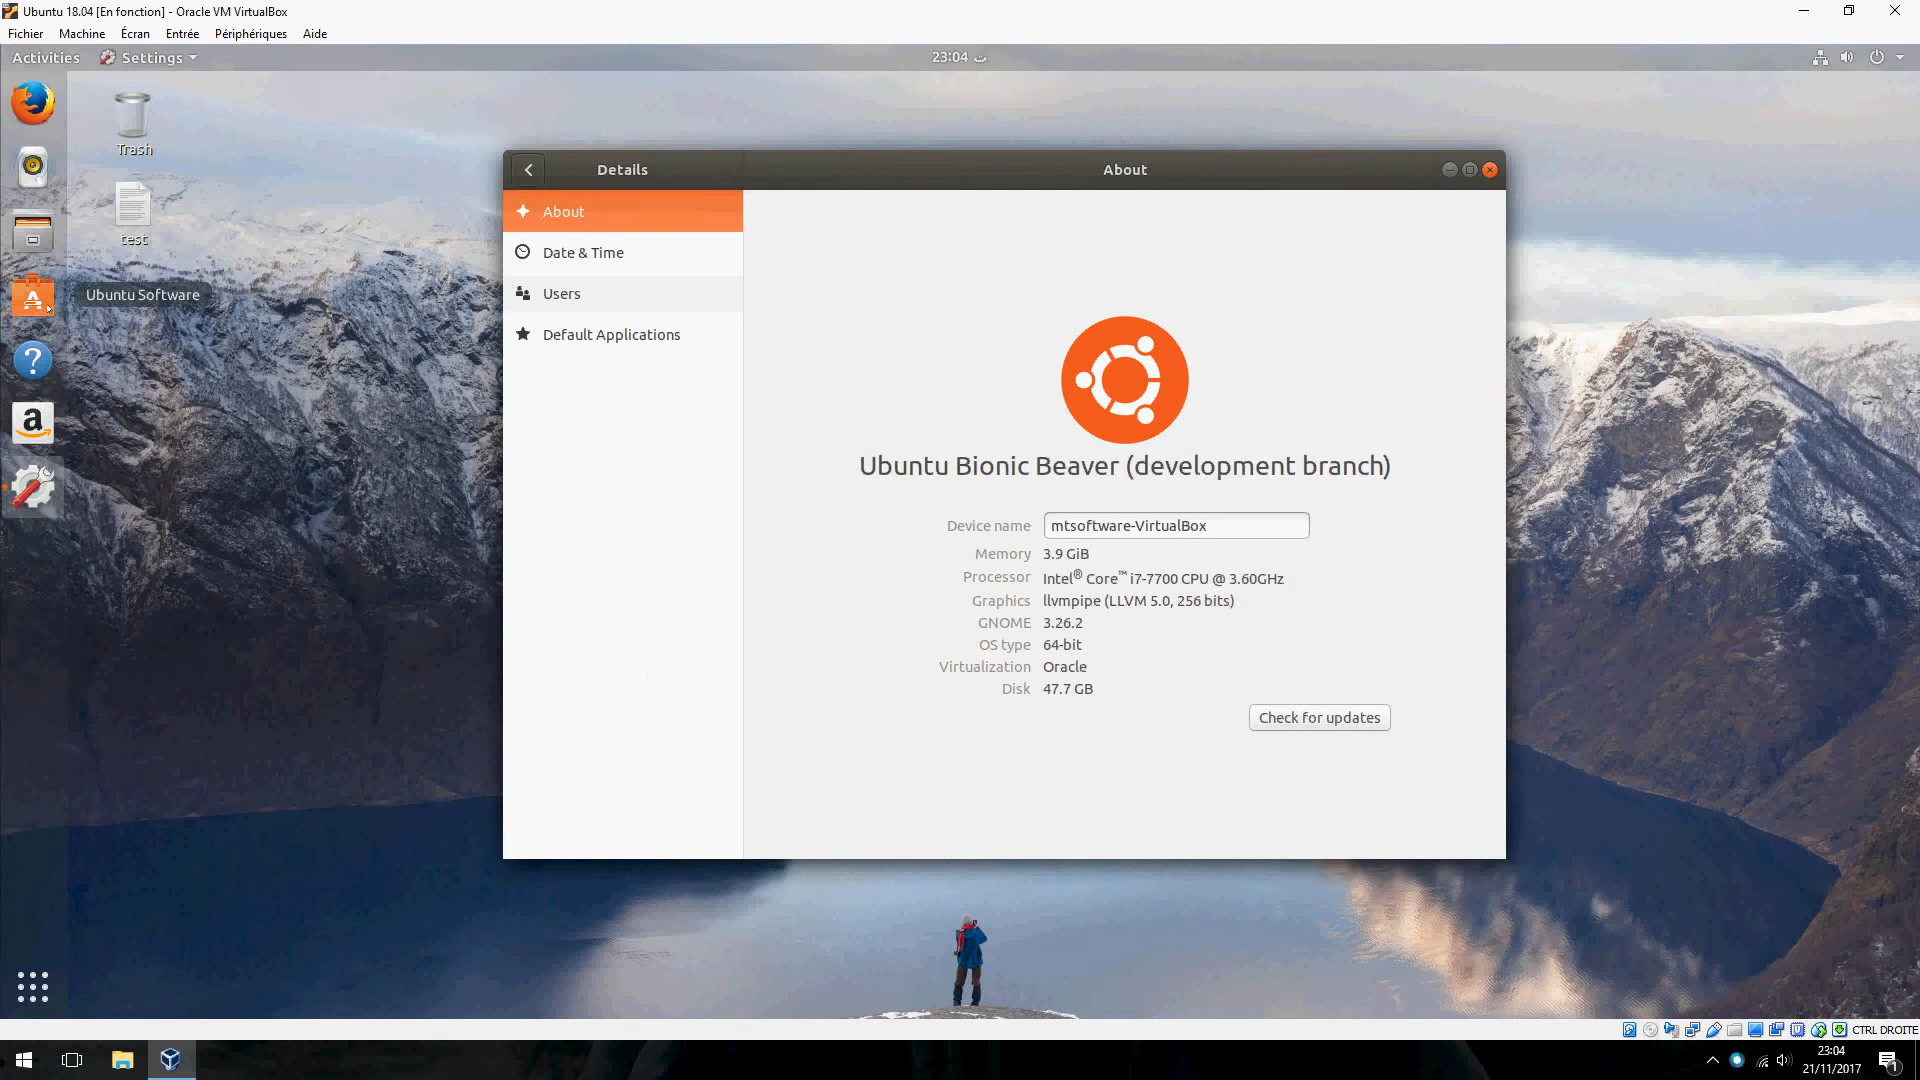 Ubuntu 18.04 [En fonction] - Oracle VM VirtualBox
Fichier Machine Écran Entrée Périphériques Aide
Activities Settings
23:04 ت
Trash
test
Ubuntu Software
Details
About
About
Date & Time
Users
Default Applications
Ubuntu Bionic Beaver (development branch)
Device name mtsoftware-VirtualBox
Memory 3.9 GiB
Processor Intel® Core™ i7-7700 CPU @ 3.60GHz
Graphics llvmpipe (LLVM 5.0, 256 bits)
GNOME 3.26.2
OS type 64-bit
Virtualization Oracle
Disk 47.7 GB
Check for updates
CTRL DROITE
23:04
21/11/2017
1